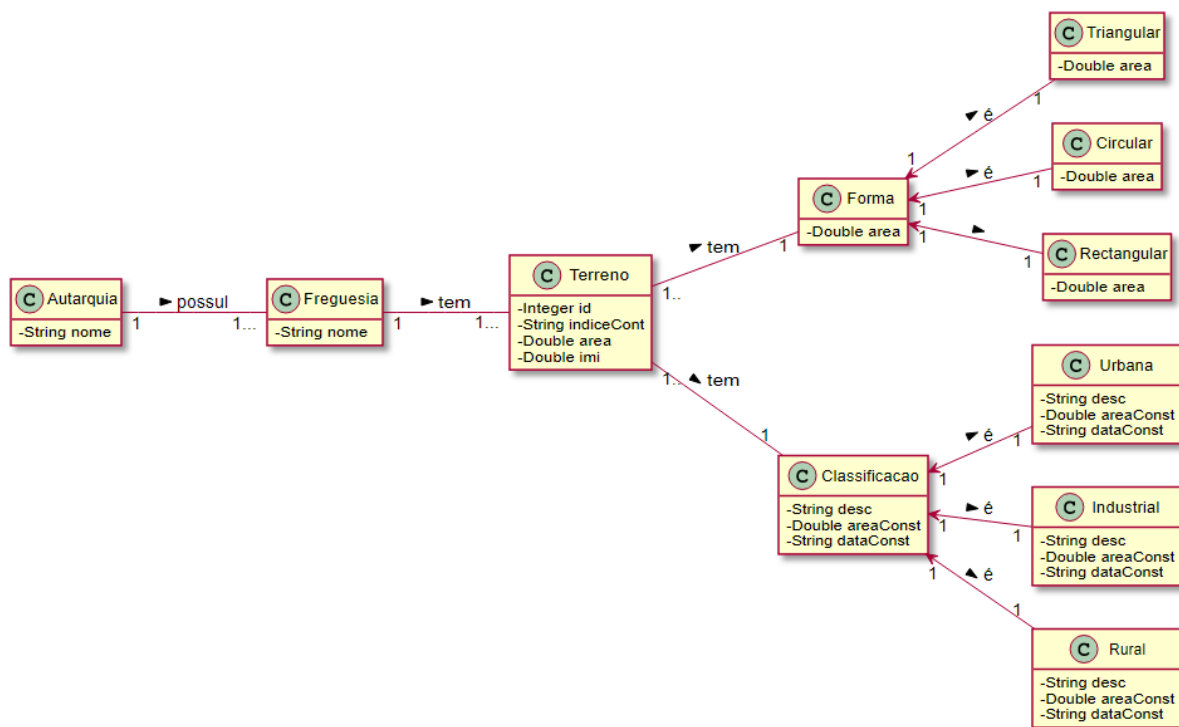 C Autarquia
-String nome
1
possul
1...
C Freguesia
-String nome
1
tem
1...
C Terreno
-Integer id
-String indiceCont
-Double area
-Double imi
1..
tem
1
C Forma
-Double area
1
é
1
C Triangular
-Double area
1
é
1
C Circular
-Double area
1
1
C Rectangular
-Double area
1..
tem
1
C Classificacao
-String desc
-Double areaConst
-String dataConst
1
é
1
C Urbana
-String desc
-Double areaConst
-String dataConst
1
é
1
C Industrial
-String desc
-Double areaConst
-String dataConst
1
é
1
C Rural
-String desc
-Double areaConst
-String dataConst